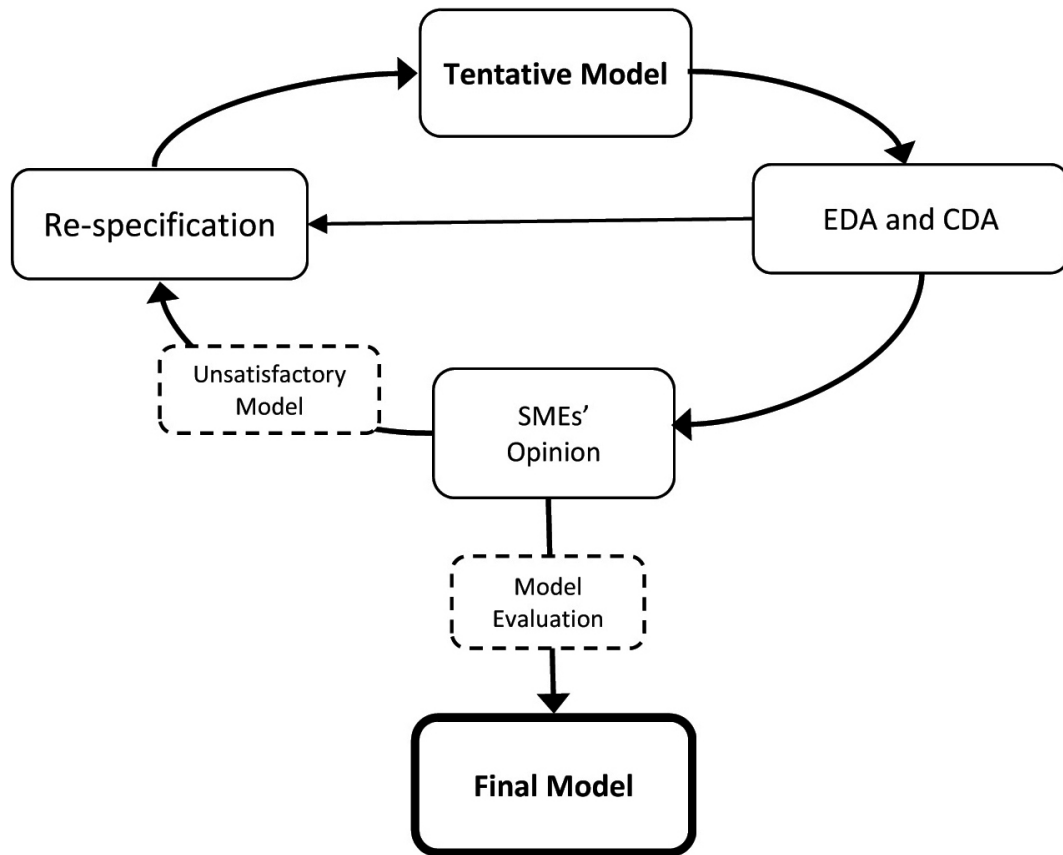 Tentative Model
Re-specification
EDA and CDA
Unsatisfactory
Model
SMEs’
Opinion
Model
Evaluation
Final Model